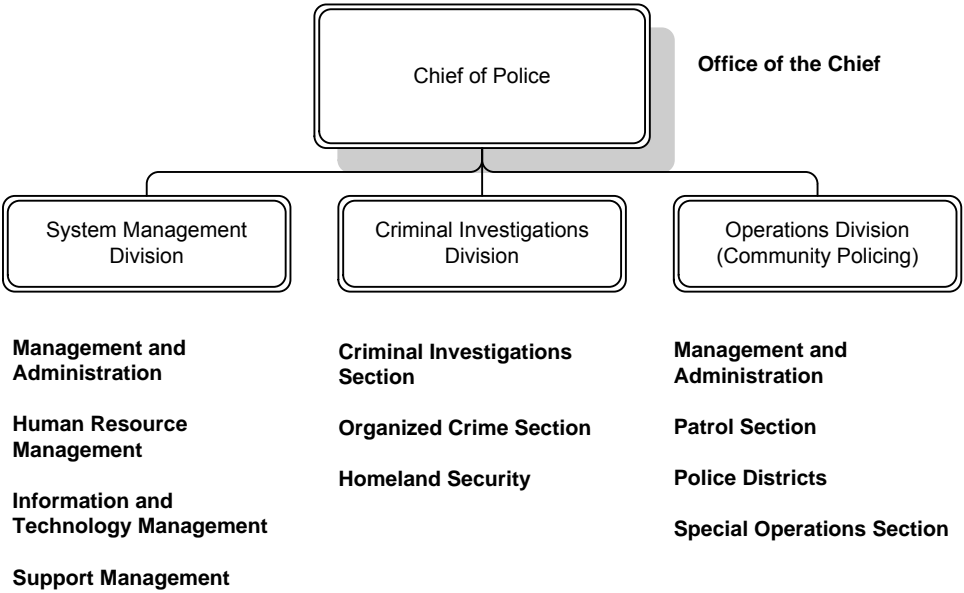 Chief of Police
Office of the Chief
System Management
Division
Criminal Investigations
Division
Operations Division
(Community Policing)
Management and
Administration
Human Resource
Management
Information and
Technology Management
Support Management
Criminal Investigations
Section
Organized Crime Section
Homeland Security
Management and
Administration
Patrol Section
Police Districts
Special Operations Section